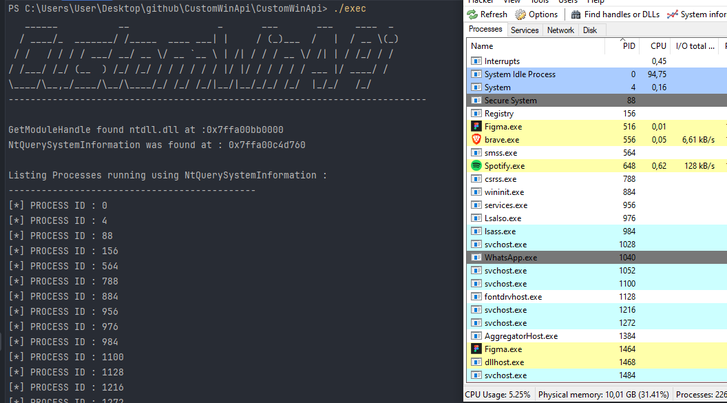 PS C:\Users\User\Desktop\github\CustomWinApi\CustomWinApi> ./exec
CustomWinApi
GetModuleHandle found ntdll.dll at :0x7ffa00bb0000
NtQuerySystemInformation was found at : 0x7ffa00c4d760
Listing Processes running using NtQuerySystemInformation :
[*] PROCESS ID : 0
[*] PROCESS ID : 4
[*] PROCESS ID : 88
[*] PROCESS ID : 156
[*] PROCESS ID : 564
[*] PROCESS ID : 788
[*] PROCESS ID : 884
[*] PROCESS ID : 956
[*] PROCESS ID : 976
[*] PROCESS ID : 984
[*] PROCESS ID : 1100
[*] PROCESS ID : 1128
[*] PROCESS ID : 1216
[*] PROCESS ID : 1272
Hacker View Tools Users Help
Refresh Options Find handles or DLLs System infor
Processes Services Network Disk
Name PID CPU I/O total ...
Interrupts 0,45
System Idle Process 0 94,75
System 4 0,16
Secure System 88
Registry 156
Figma.exe 516 0,01
brave.exe 556 0,05 6,61 kB/s
smss.exe 564
Spotify.exe 648 0,62 128 kB/s
csrss.exe 788
wininit.exe 884
services.exe 956
LsaIso.exe 976
lsass.exe 984
svchost.exe 1028
WhatsApp.exe 1040
svchost.exe 1052
svchost.exe 1100
fontdrvhost.exe 1128
svchost.exe 1216
svchost.exe 1272
AggregatorHost.exe 1384
Figma.exe 1464
dllhost.exe 1468
svchost.exe 1484
CPU Usage: 5.25% Physical memory: 10,01 GB (31.41%) Processes: 226